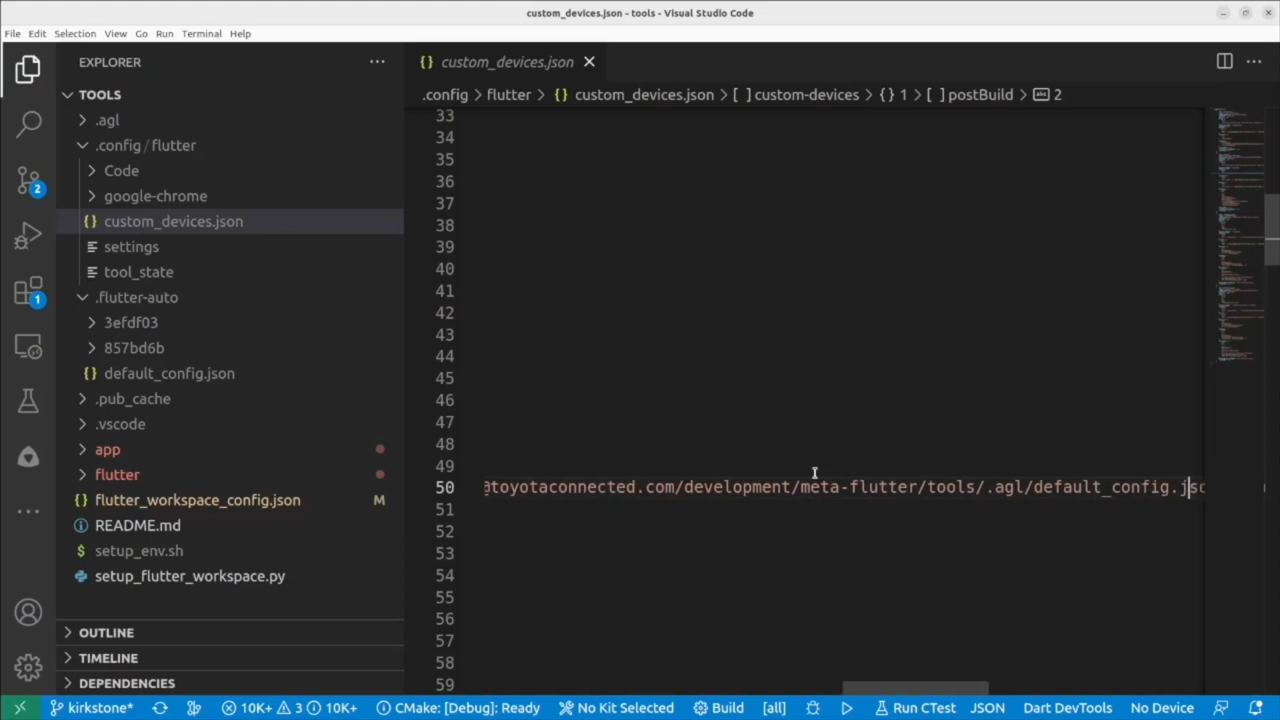 custom_devices.json - tools - Visual Studio Code
File Edit Selection View Go Run Terminal Help
EXPLORER
custom_devices.json
TOOLS
.config > flutter > {} custom_devices.json > [ ] custom-devices > {} 1 > [ ] postBuild > abc 2
.agl
.config / flutter
Code
google-chrome
{} custom_devices.json
settings
tool_state
.flutter-auto
3efdf03
857bd6b
{} default_config.json
.pub_cache
.vscode
app
flutter
{} flutter_workspace_config.json M
README.md
$ setup_env.sh
setup_flutter_workspace.py
OUTLINE
TIMELINE
DEPENDENCIES
2
1
33
34
35
36
37
38
39
40
41
42
43
44
45
46
47
48
49
50 @toyotaconnected.com/development/meta-flutter/tools/.agl/default_config.jso
51
52
53
54
55
56
57
58
59
kirkstone* 10K+ 3 10K+ CMake: [Debug]: Ready No Kit Selected Build [all] Run CTest JSON Dart DevTools No Device